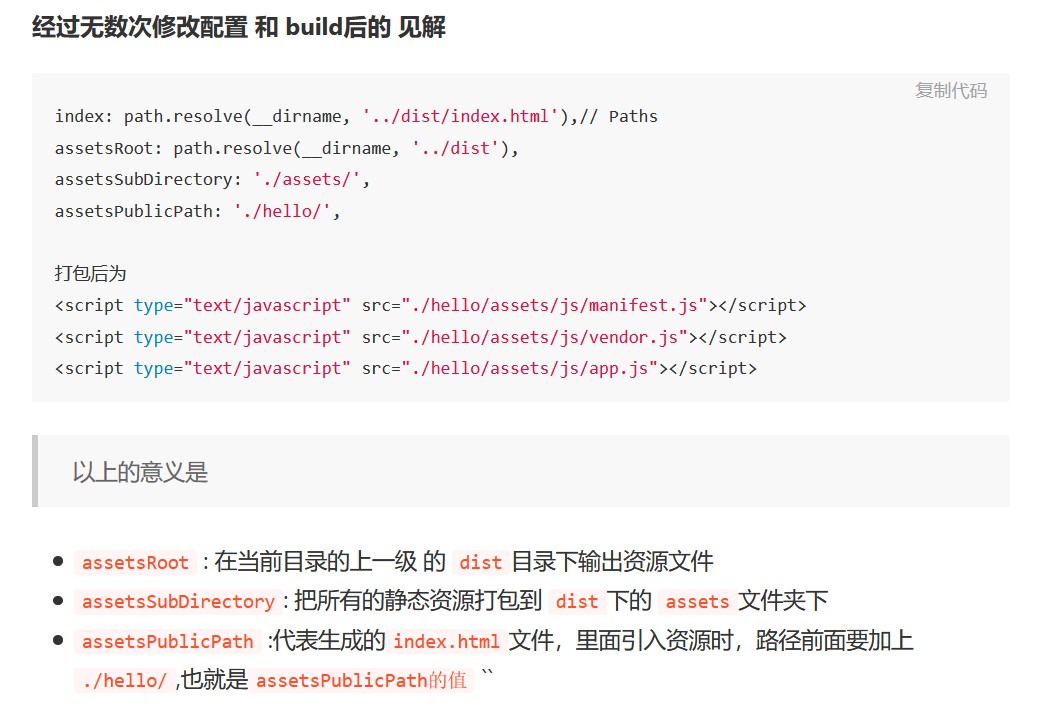 经过无数次修改配置 和 build后的 见解
复制代码
index: path.resolve(__dirname, '../dist/index.html'),// Paths
assetsRoot: path.resolve(__dirname, '../dist'),
assetsSubDirectory: './assets/',
assetsPublicPath: './hello/',
打包后为
<script type="text/javascript" src="./hello/assets/js/manifest.js"></script>
<script type="text/javascript" src="./hello/assets/js/vendor.js"></script>
<script type="text/javascript" src="./hello/assets/js/app.js"></script>
以上的意义是
assetsRoot : 在当前目录的上一级 的 dist 目录下输出资源文件
assetsSubDirectory : 把所有的静态资源打包到 dist 下的 assets 文件夹下
assetsPublicPath :代表生成的 index.html 文件，里面引入资源时，路径前面要加上
./hello/ ,也就是 assetsPublicPath的值 ``